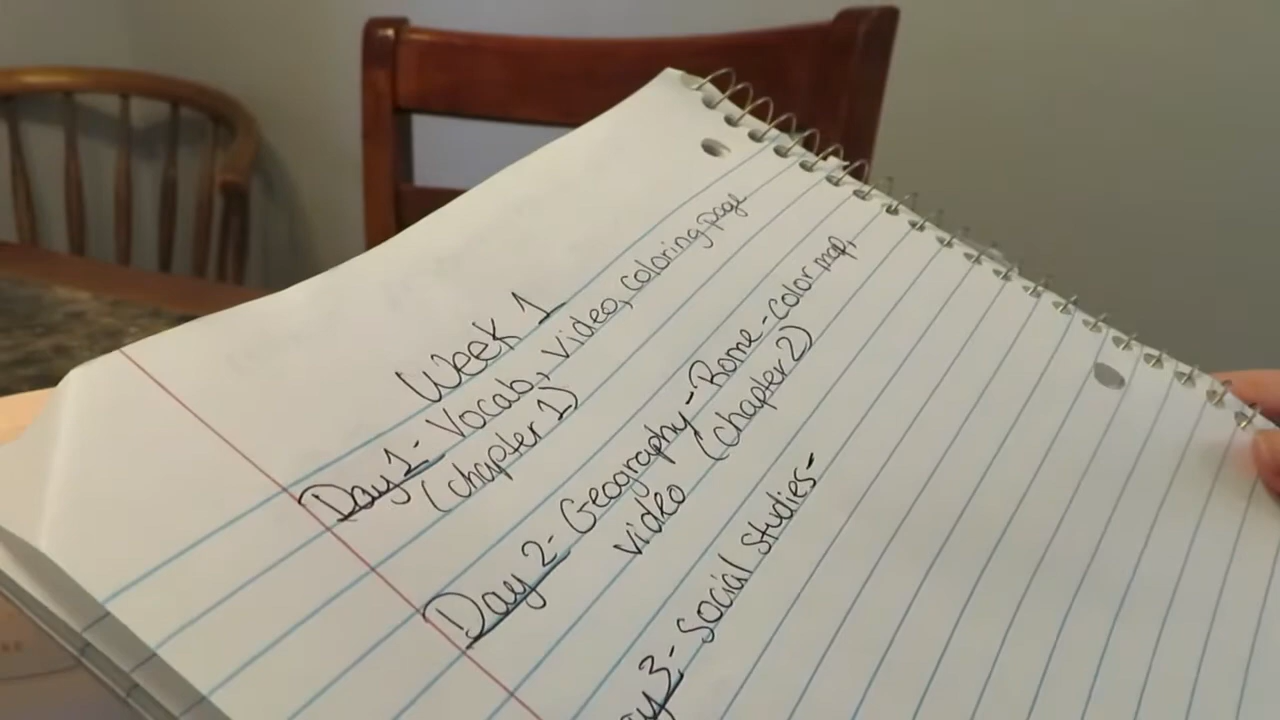 Week 1
Day 1 - Vocab, Video, coloring page
(chapter 1)
Day 2 - Geography - Rome - color map,
video (chapter 2)
Day 3 - Social Studies -